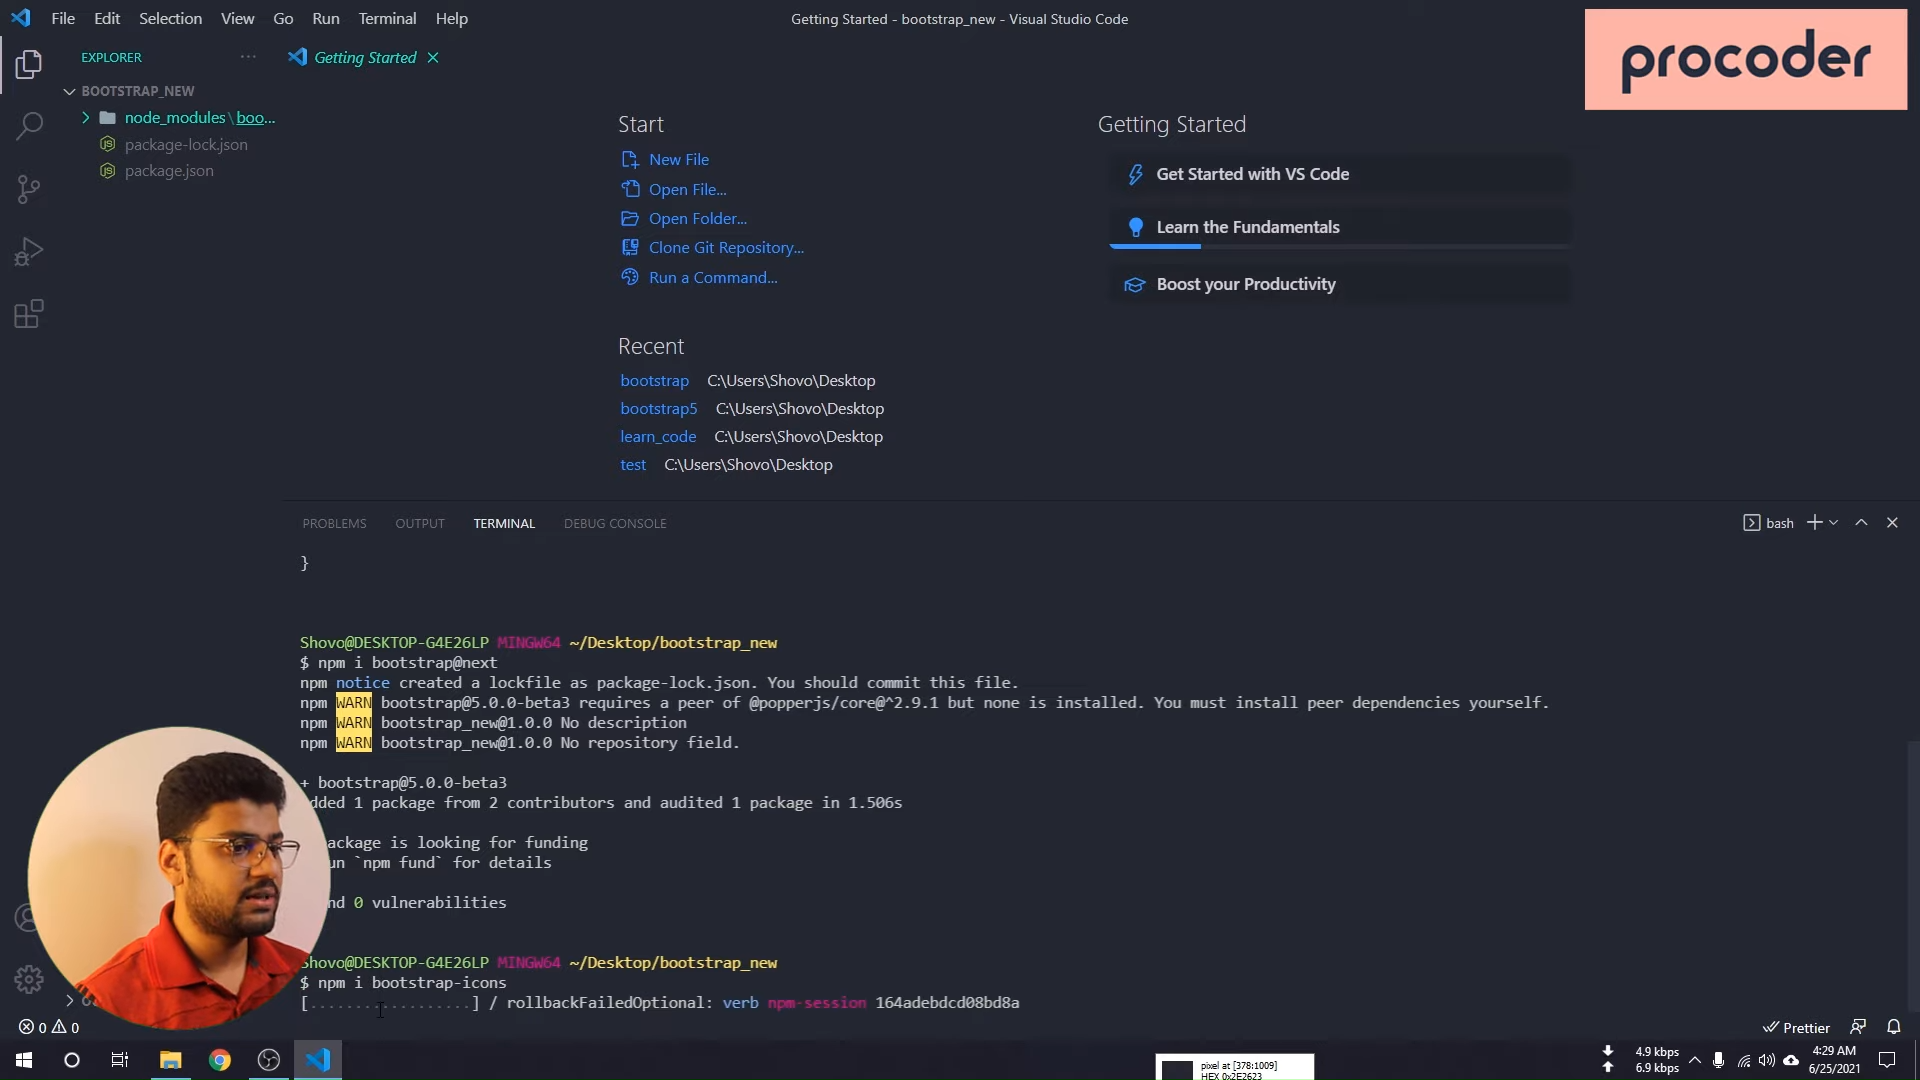 File Edit Selection View Go Run Terminal Help
Getting Started - bootstrap_new - Visual Studio Code
procoder
EXPLORER
Getting Started
BOOTSTRAP_NEW
node_modules\boo...
package-lock.json
package.json
Start
New File
Open File...
Open Folder...
Clone Git Repository...
Run a Command...
Recent
bootstrap C:\Users\Shovo\Desktop
bootstrap5 C:\Users\Shovo\Desktop
learn_code C:\Users\Shovo\Desktop
test C:\Users\Shovo\Desktop
Getting Started
Get Started with VS Code
Learn the Fundamentals
Boost your Productivity
PROBLEMS OUTPUT TERMINAL DEBUG CONSOLE
bash
}
Shovo@DESKTOP-G4E26LP MINGW64 ~/Desktop/bootstrap_new
$ npm i bootstrap@next
npm notice created a lockfile as package-lock.json. You should commit this file.
npm WARN bootstrap@5.0.0-beta3 requires a peer of @popperjs/core@^2.9.1 but none is installed. You must install peer dependencies yourself.
npm WARN bootstrap_new@1.0.0 No description
npm WARN bootstrap_new@1.0.0 No repository field.
+ bootstrap@5.0.0-beta3
dded 1 package from 2 contributors and audited 1 package in 1.506s
ackage is looking for funding
un `npm fund` for details
nd 0 vulnerabilities
Shovo@DESKTOP-G4E26LP MINGW64 ~/Desktop/bootstrap_new
$ npm i bootstrap-icons
[..................] / rollbackFailedOptional: verb npm-session 164adebdcd08bd8a
0 0
Prettier
pixel at [378:1009]
HEX 0x2E2623
4.9 kbps
6.9 kbps
4:29 AM
6/25/2021